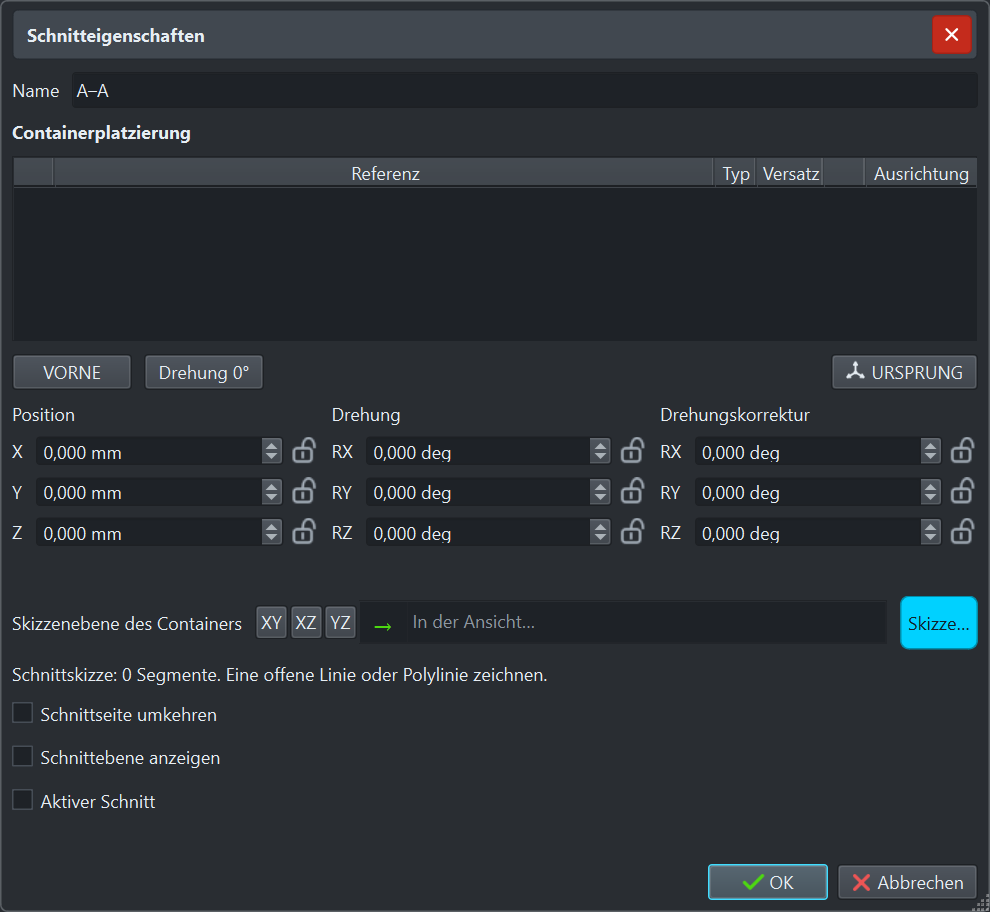 Schnitteigenschaften
Name A–A
Containerplatzierung
Referenz Typ Versatz Ausrichtung
VORNE Drehung 0° URSPRUNG
Position Drehung Drehungskorrektur
X 0,000 mm RX 0,000 deg RX 0,000 deg
Y 0,000 mm RY 0,000 deg RY 0,000 deg
Z 0,000 mm RZ 0,000 deg RZ 0,000 deg
Skizzenebene des Containers XY XZ YZ → In der Ansicht... Skizze...
Schnittskizze: 0 Segmente. Eine offene Linie oder Polylinie zeichnen.
Schnittseite umkehren
Schnittebene anzeigen
Aktiver Schnitt
OK Abbrechen